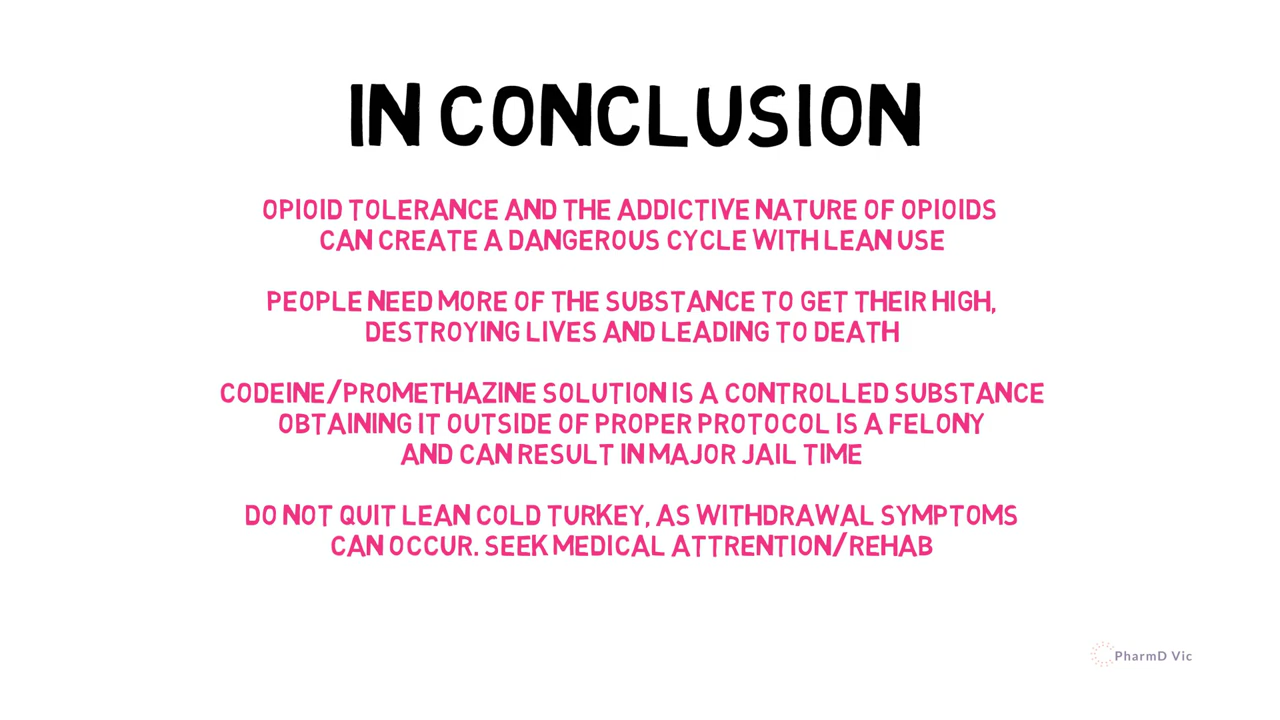 IN CONCLUSION
OPIOID TOLERANCE AND THE ADDICTIVE NATURE OF OPIOIDS
CAN CREATE A DANGEROUS CYCLE WITH LEAN USE
PEOPLE NEED MORE OF THE SUBSTANCE TO GET THEIR HIGH,
DESTROYING LIVES AND LEADING TO DEATH
CODEINE/PROMETHAZINE SOLUTION IS A CONTROLLED SUBSTANCE
OBTAINING IT OUTSIDE OF PROPER PROTOCOL IS A FELONY
AND CAN RESULT IN MAJOR JAIL TIME
DO NOT QUIT LEAN COLD TURKEY, AS WITHDRAWAL SYMPTOMS
CAN OCCUR. SEEK MEDICAL ATTRENTION/REHAB
PharmD Vic